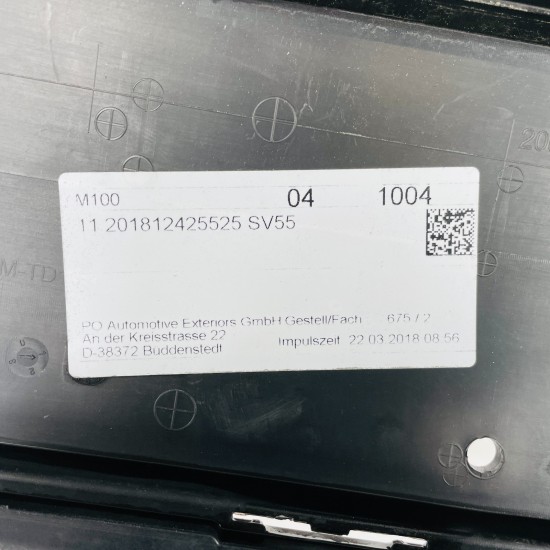 M100 04 1004
11 201812425525 SV55
PO Automotive Exteriors GmbH Gestell/Fach 675 / 2
An der Kreisstrasse 22
D-38372 Büddenstedt Impulszeit 22.03.2018 08:56
M-TD